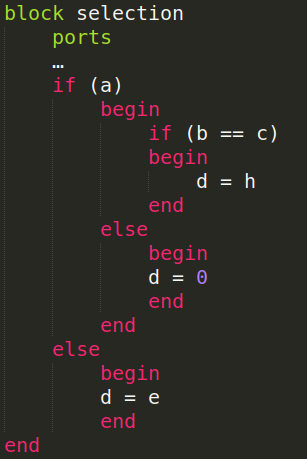 block selection
    ports
    …
    if (a)
        begin
            if (b == c)
            begin
                d = h
            end
        else
            begin
            d = 0
            end
        end
    else
        begin
        d = e
        end
end